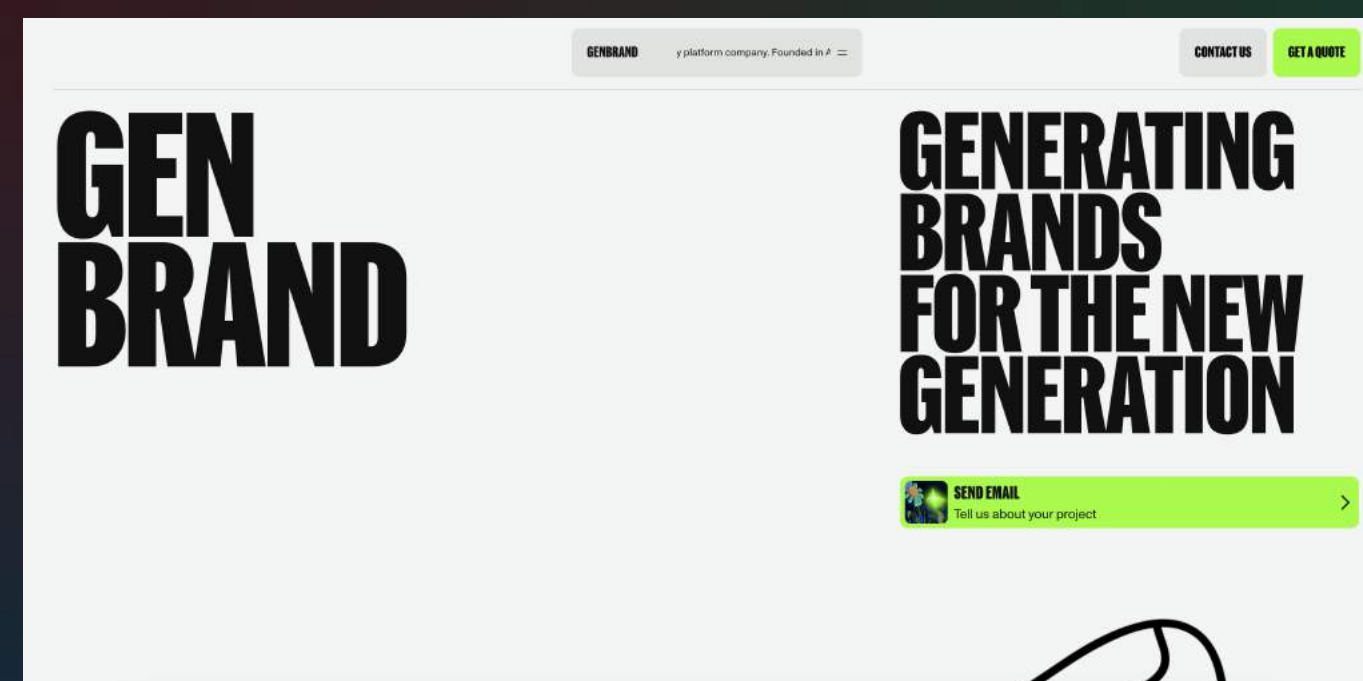 GENBRAND
y platform company. Founded in
CONTACT US
GET A QUOTE
GEN
BRAND
GENERATING
BRANDS
FOR THE NEW
GENERATION
SEND EMAIL
Tell us about your project